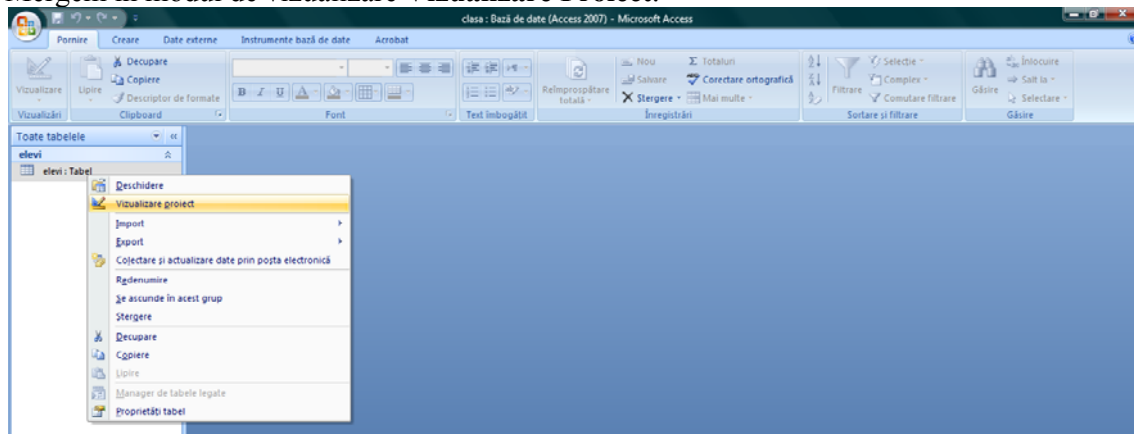 Mergem în modul de vizualizare Vizualizare Proiect.
clasa : Bază de date (Access 2007) - Microsoft Access
Pornire Creare Date externe Instrumente bază de date Acrobat
Vizualizare
Lipire
Decupare
Copiere
Descriptor de formate
B I U
Reîmprospătare totală
Nou
Salvare
Ștergere
Totaluri
Corectare ortografică
Mai multe
Filtrare
Selecție
Complex
Comutare filtrare
Găsire
Înlocuire
Salt la
Selectare
Vizualizări Clipboard Font Text îmbogățit Înregistrări Sortare și filtrare Găsire
Toate tabelele
elevi
elevi : Tabel
Deschidere
Vizualizare proiect
Import
Export
Colectare și actualizare date prin poșta electronică
Redenumire
Se ascunde în acest grup
Ștergere
Decupare
Copiere
Lipire
Manager de tabele legate
Proprietăți tabel